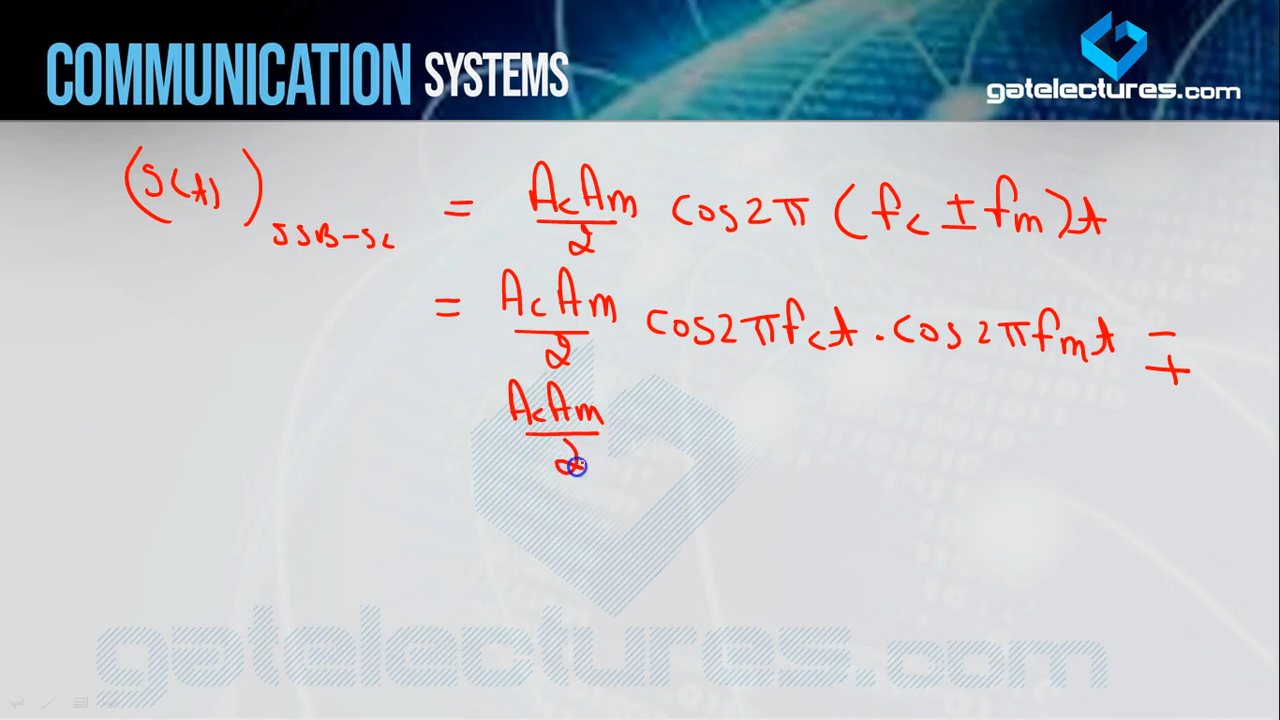 COMMUNICATION SYSTEMS
gatelectures.com
(S(t)) SSB-SC = AcAm/2 cos2π (fc ± fm)t
= AcAm/2 cos2πfct . cos2πfmt ∓
AcAm/2
gatelectures.com